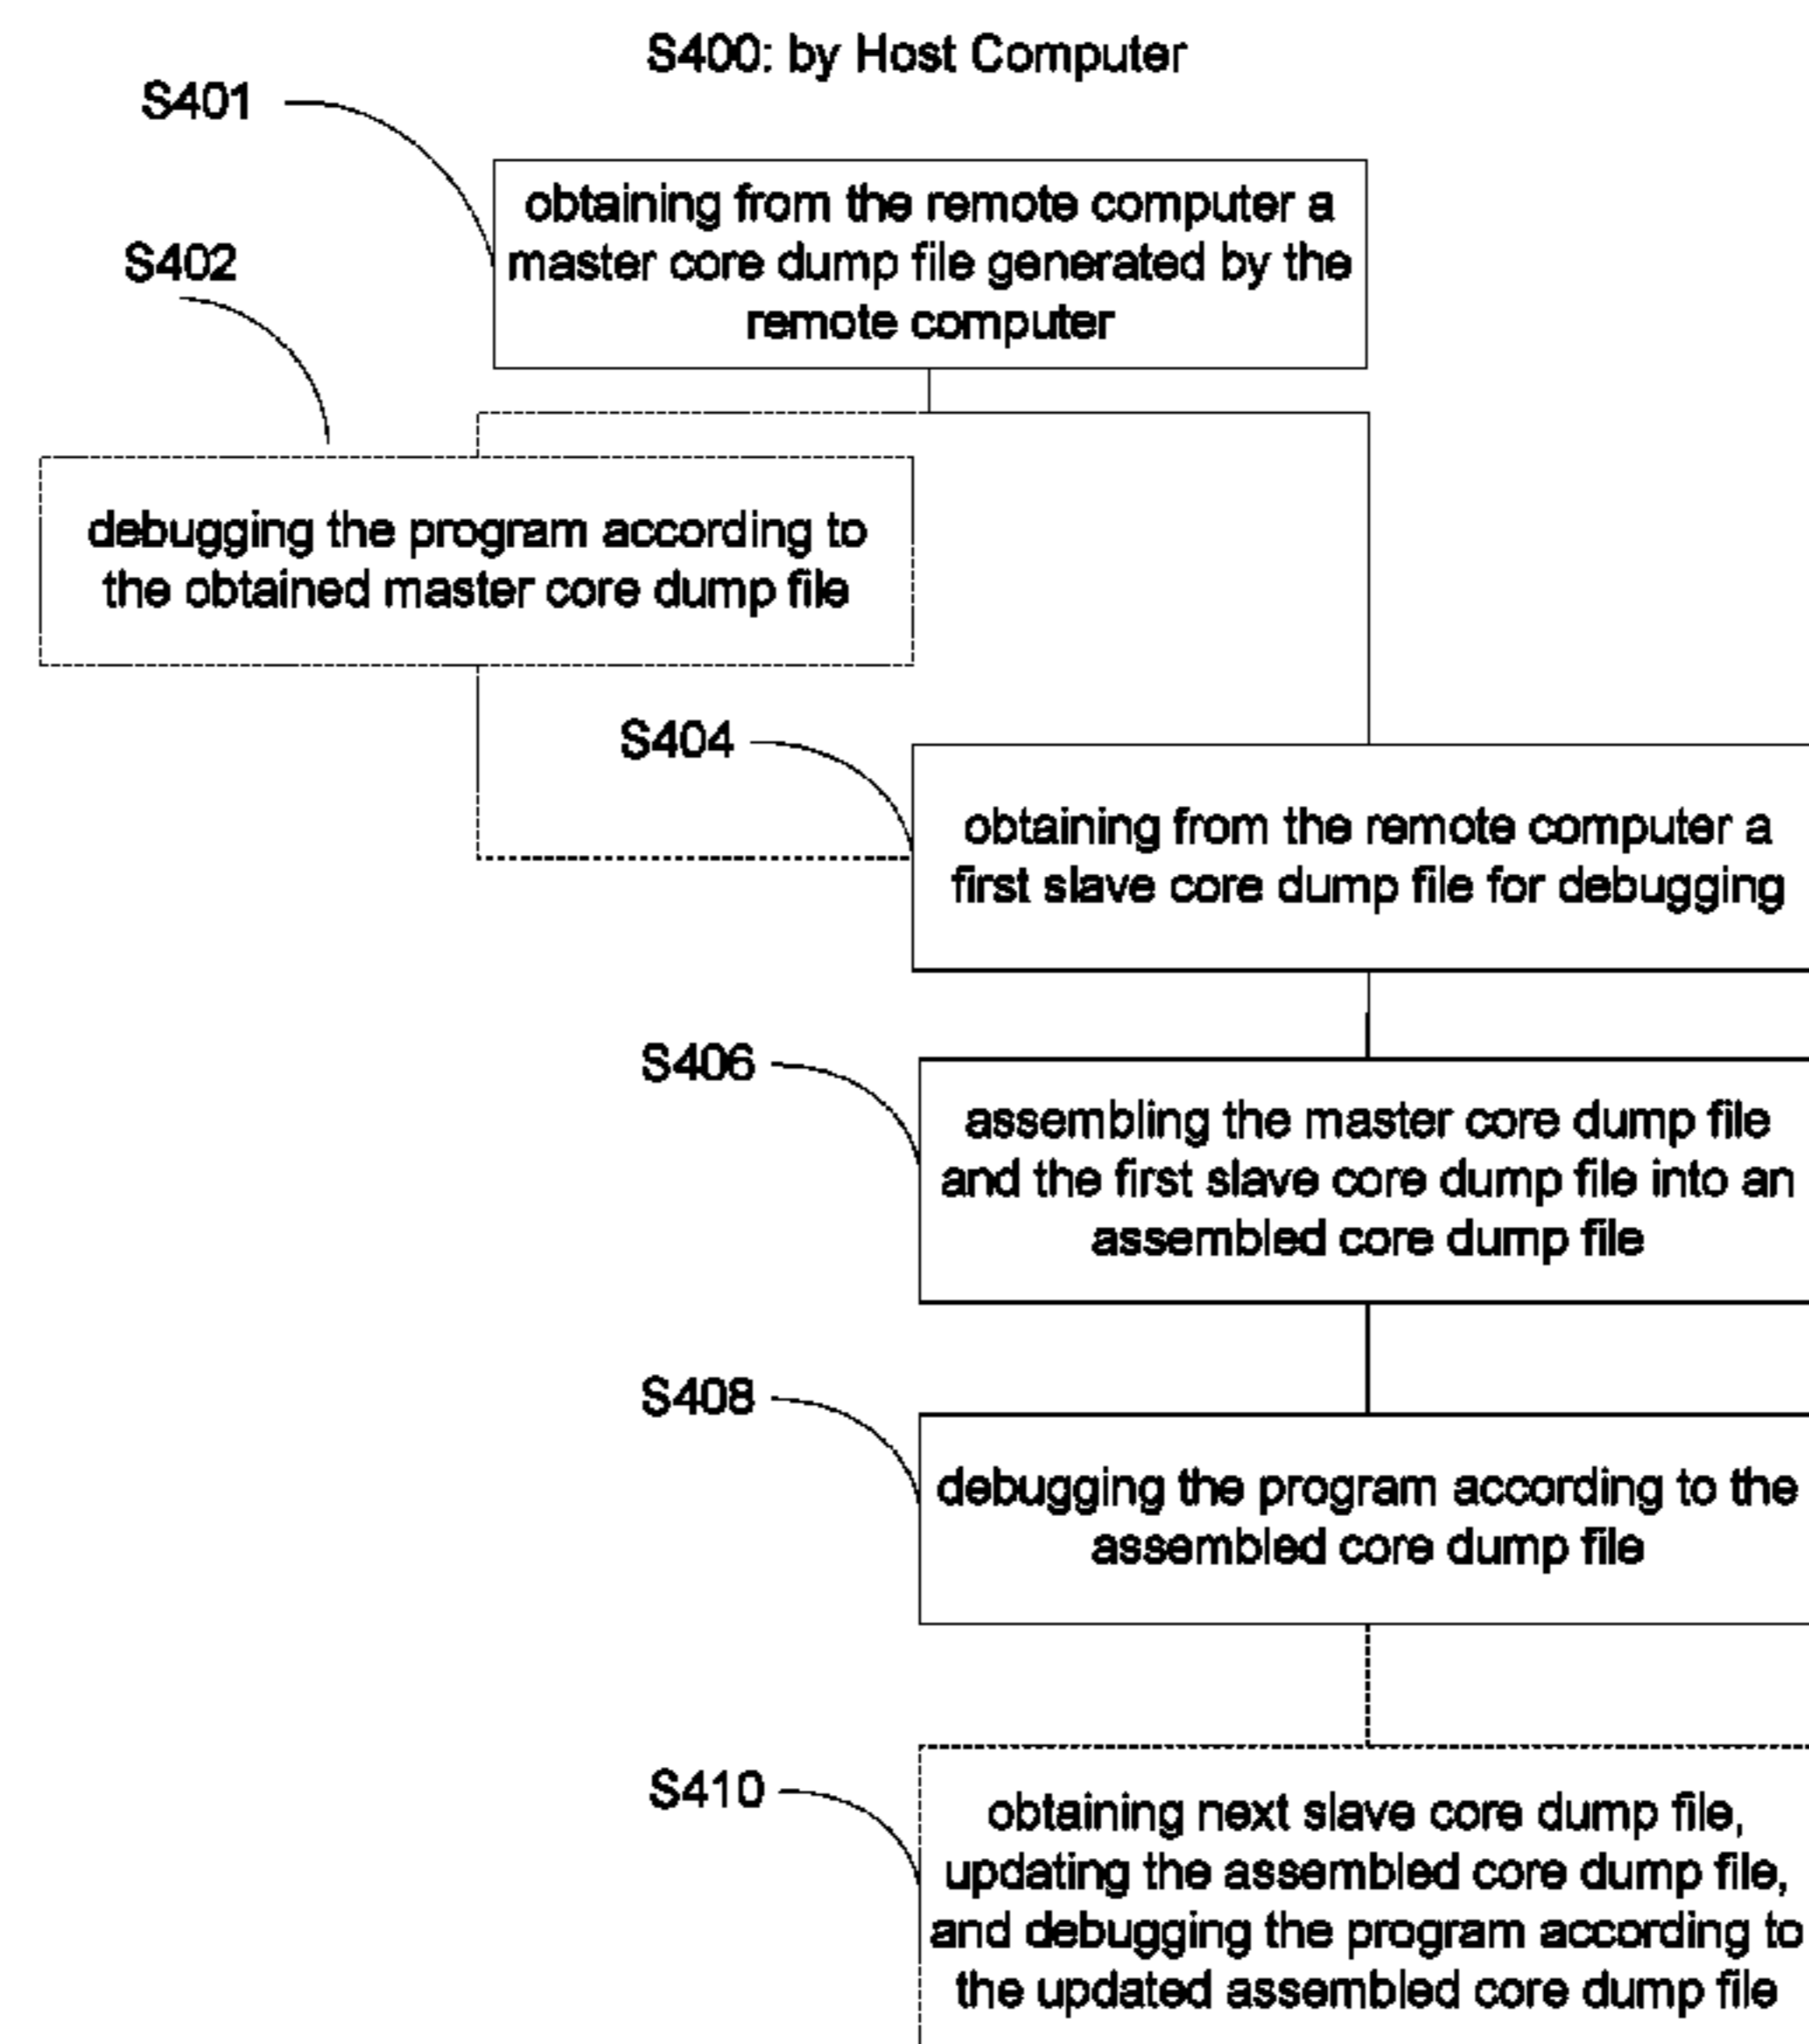 S400: by Host Computer
S401
obtaining from the remote computer a
master core dump file generated by the
remote computer
S402
debugging the program according to
the obtained master core dump file
S404
obtaining from the remote computer a
first slave core dump file for debugging
S406
assembling the master core dump file
and the first slave core dump file into an
assembled core dump file
S408
debugging the program according to the
assembled core dump file
S410
obtaining next slave core dump file,
updating the assembled core dump file,
and debugging the program according to
the updated assembled core dump file